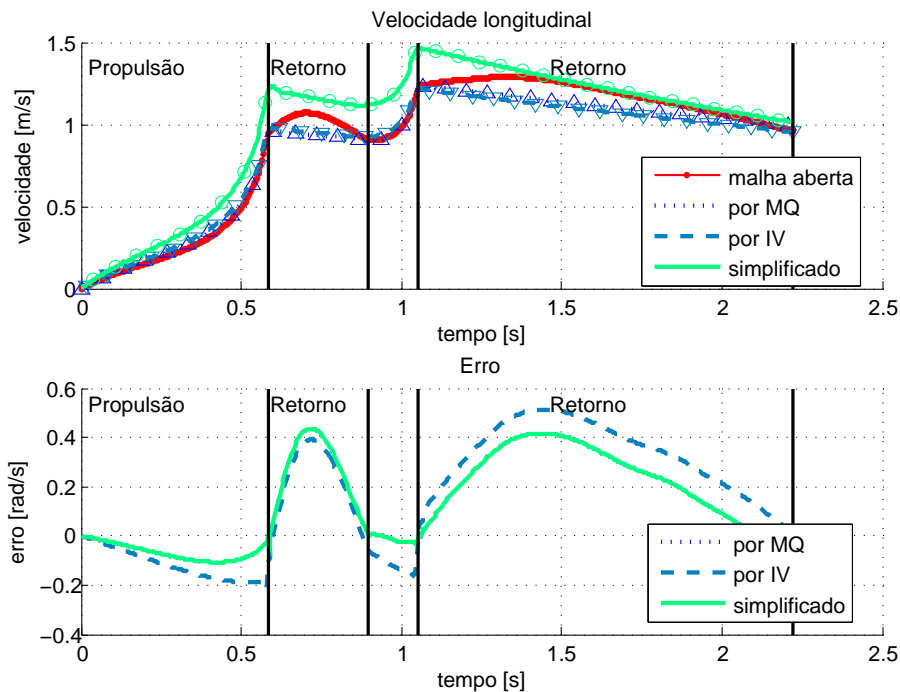 Velocidade longitudinal
1.5
1
0.5
0
velocidade [m/s]
Propulsão
Retorno
Retorno
malha aberta
por MQ
por IV
simplificado
0
0.5
1
1.5
2
2.5
tempo [s]
Erro
0.6
0.4
0.2
0
−0.2
−0.4
erro [rad/s]
Propulsão
Retorno
Retorno
por MQ
por IV
simplificado
0
0.5
1
1.5
2
2.5
tempo [s]